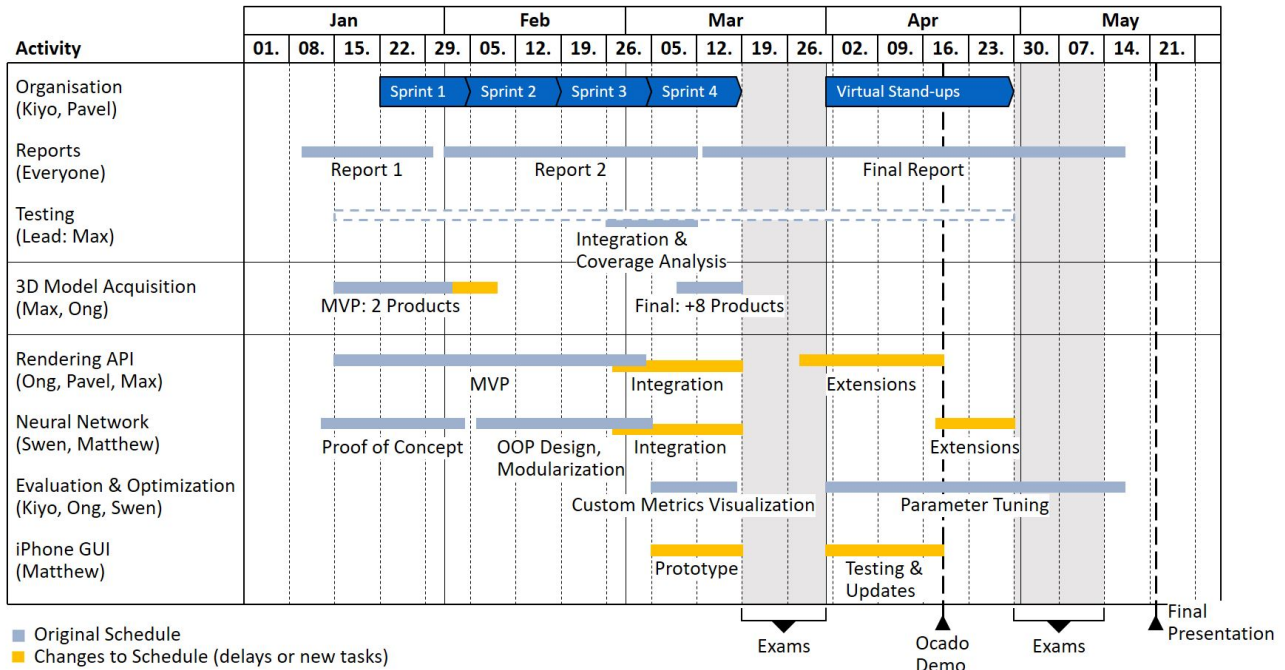 Jan Feb Mar Apr May
Activity 01. 08. 15. 22. 29. 05. 12. 19. 26. 05. 12. 19. 26. 02. 09. 16. 23. 30. 07. 14. 21.
Organisation
(Kiyo, Pavel)
Sprint 1 Sprint 2 Sprint 3 Sprint 4 Virtual Stand-ups
Reports
(Everyone)
Report 1 Report 2 Final Report
Testing
(Lead: Max)
Integration &
Coverage Analysis
3D Model Acquisition
(Max, Ong)
MVP: 2 Products Final: +8 Products
Rendering API
(Ong, Pavel, Max)
MVP Integration Extensions
Neural Network
(Swen, Matthew)
Proof of Concept OOP Design, Integration Extensions
Modularization
Evaluation & Optimization
(Kiyo, Ong, Swen)
Custom Metrics Visualization Parameter Tuning
iPhone GUI
(Matthew)
Prototype Testing &
Updates
Original Schedule
Changes to Schedule (delays or new tasks)
Exams
Ocado
Demo
Exams
Final
Presentation